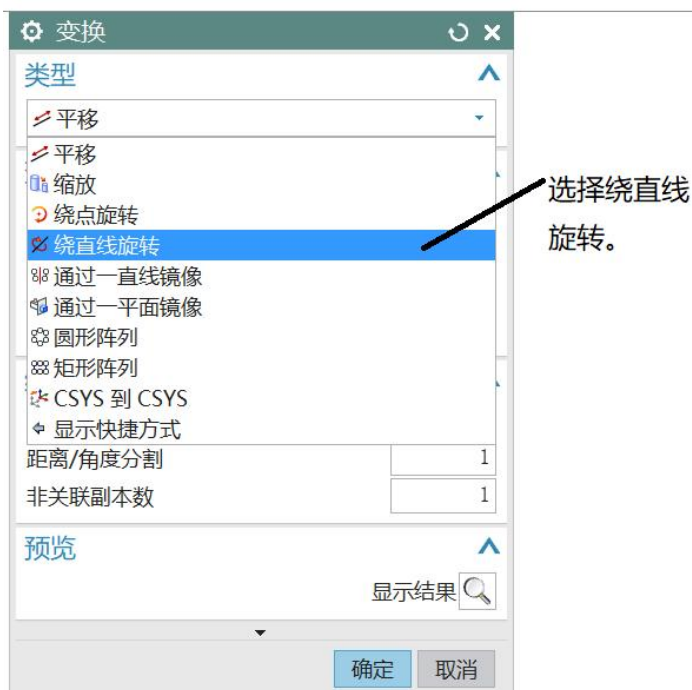 变换
类型
平移
平移
缩放
绕点旋转
绕直线旋转
通过一直线镜像
通过一平面镜像
圆形阵列
矩形阵列
CSYS 到 CSYS
显示快捷方式
距离/角度分割 1
非关联副本数 1
预览
显示结果
确定 取消
选择绕直线
旋转。